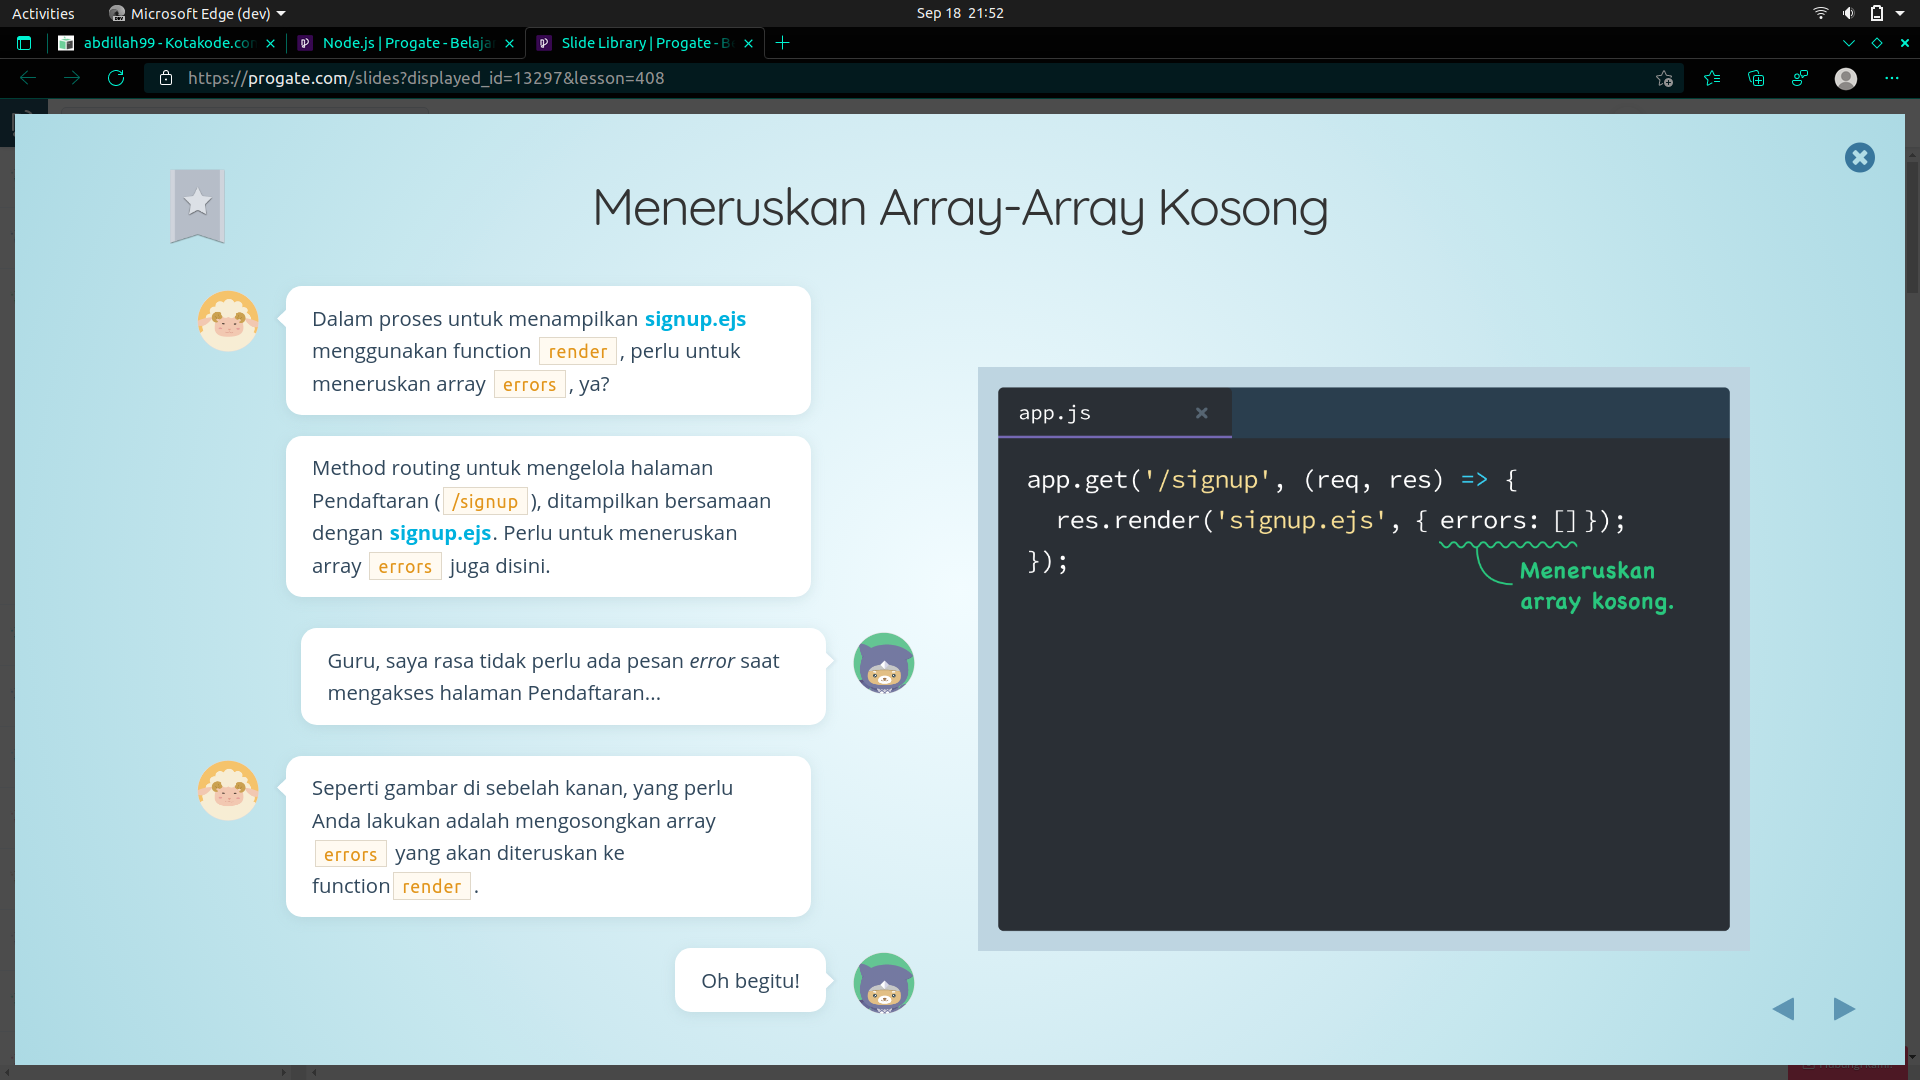 Activities
Microsoft Edge (dev)
Sep 18 21:52
abdillah99 - Kotakode.con
Node.js | Progate - Belaja
Slide Library | Progate - Be
https://progate.com/slides?displayed_id=13297&lesson=408
Meneruskan Array-Array Kosong
Dalam proses untuk menampilkan signup.ejs
menggunakan function render, perlu untuk
meneruskan array errors, ya?
Method routing untuk mengelola halaman
Pendaftaran (/signup), ditampilkan bersamaan
dengan signup.ejs. Perlu untuk meneruskan
array errors juga disini.
Guru, saya rasa tidak perlu ada pesan error saat
mengakses halaman Pendaftaran...
Seperti gambar di sebelah kanan, yang perlu
Anda lakukan adalah mengosongkan array
errors yang akan diteruskan ke
function render.
Oh begitu!
app.js
app.get('/signup', (req, res) => {
res.render('signup.ejs', { errors: [] });
});
Meneruskan
array kosong.